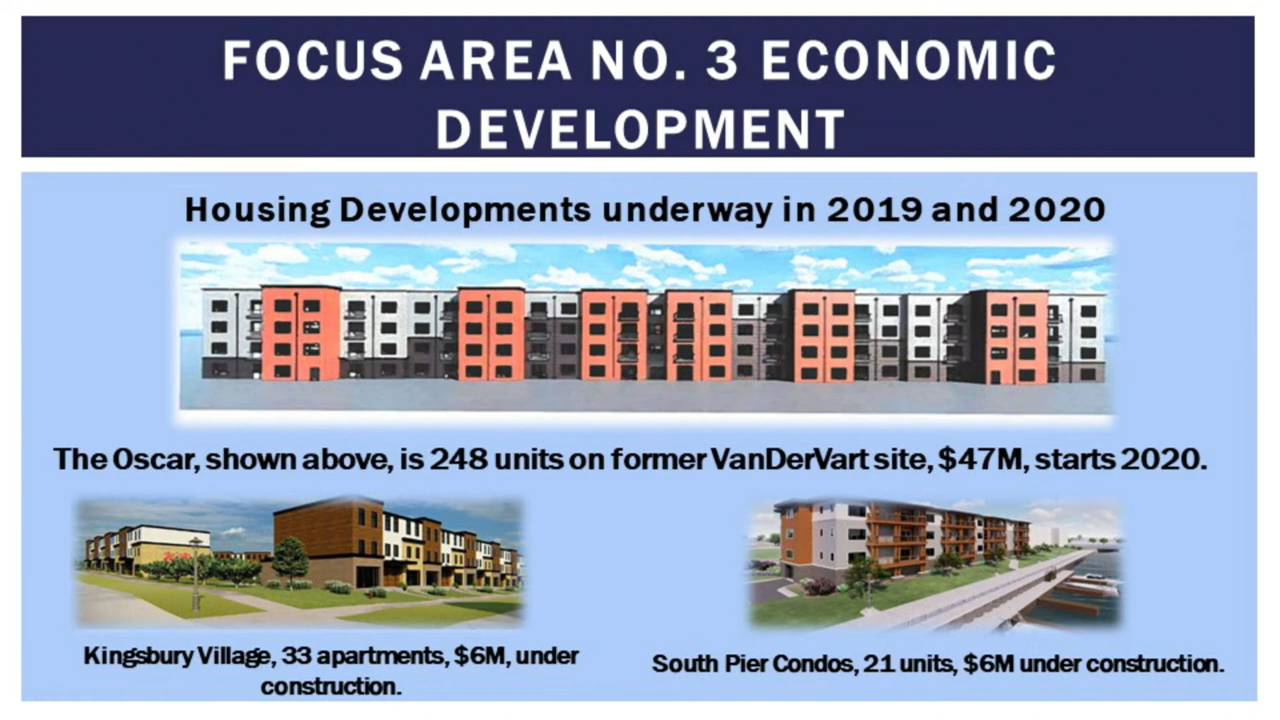 FOCUS AREA NO. 3 ECONOMIC
DEVELOPMENT
Housing Developments underway in 2019 and 2020
The Oscar, shown above, is 248 units on former VanDerVart site, $47M, starts 2020.
Kingsbury Village, 33 apartments, $6M, under
construction.
South Pier Condos, 21 units, $6M under construction.